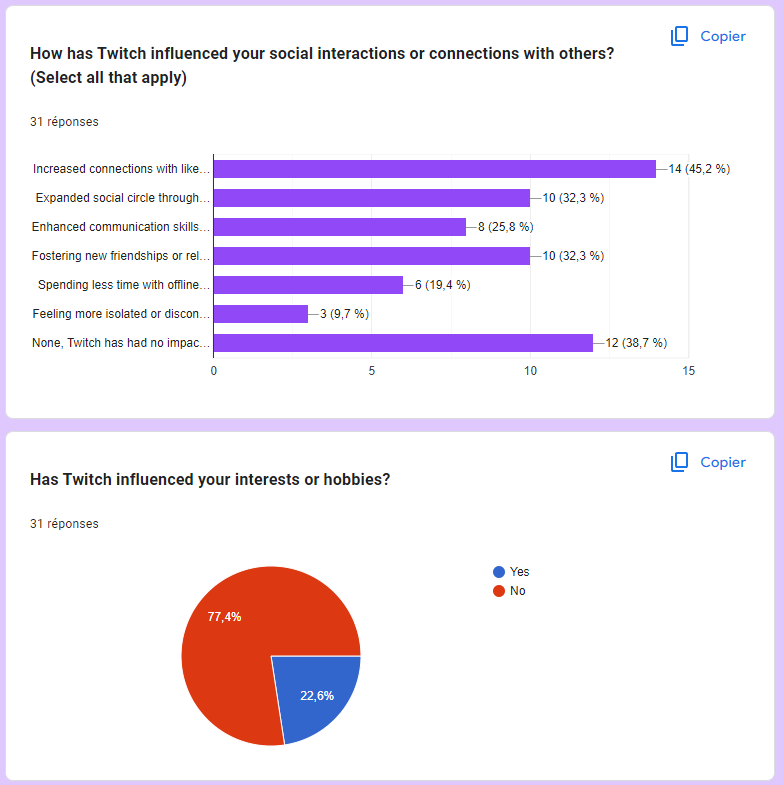 Copier
How has Twitch influenced your social interactions or connections with others?
(Select all that apply)
31 réponses
Increased connections with like… 14 (45,2 %)
Expanded social circle through… 10 (32,3 %)
Enhanced communication skills… 8 (25,8 %)
Fostering new friendships or rel… 10 (32,3 %)
Spending less time with offline… 6 (19,4 %)
Feeling more isolated or discon… 3 (9,7 %)
None, Twitch has had no impac… 12 (38,7 %)
0 5 10 15
Copier
Has Twitch influenced your interests or hobbies?
31 réponses
Yes
No
77,4%
22,6%